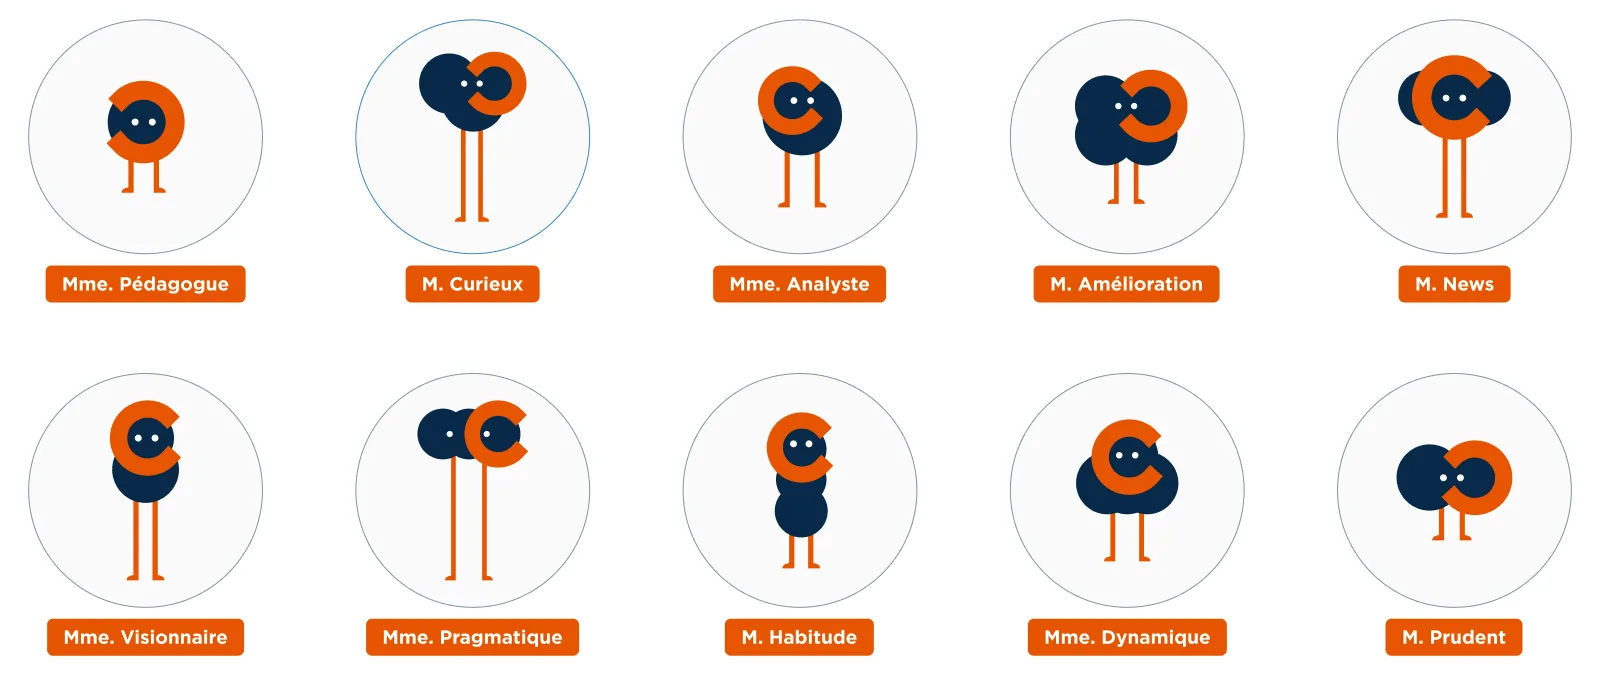 Mme. Pédagogue
M. Curieux
Mme. Analyste
M. Amélioration
M. News
Mme. Visionnaire
Mme. Pragmatique
M. Habitude
Mme. Dynamique
M. Prudent